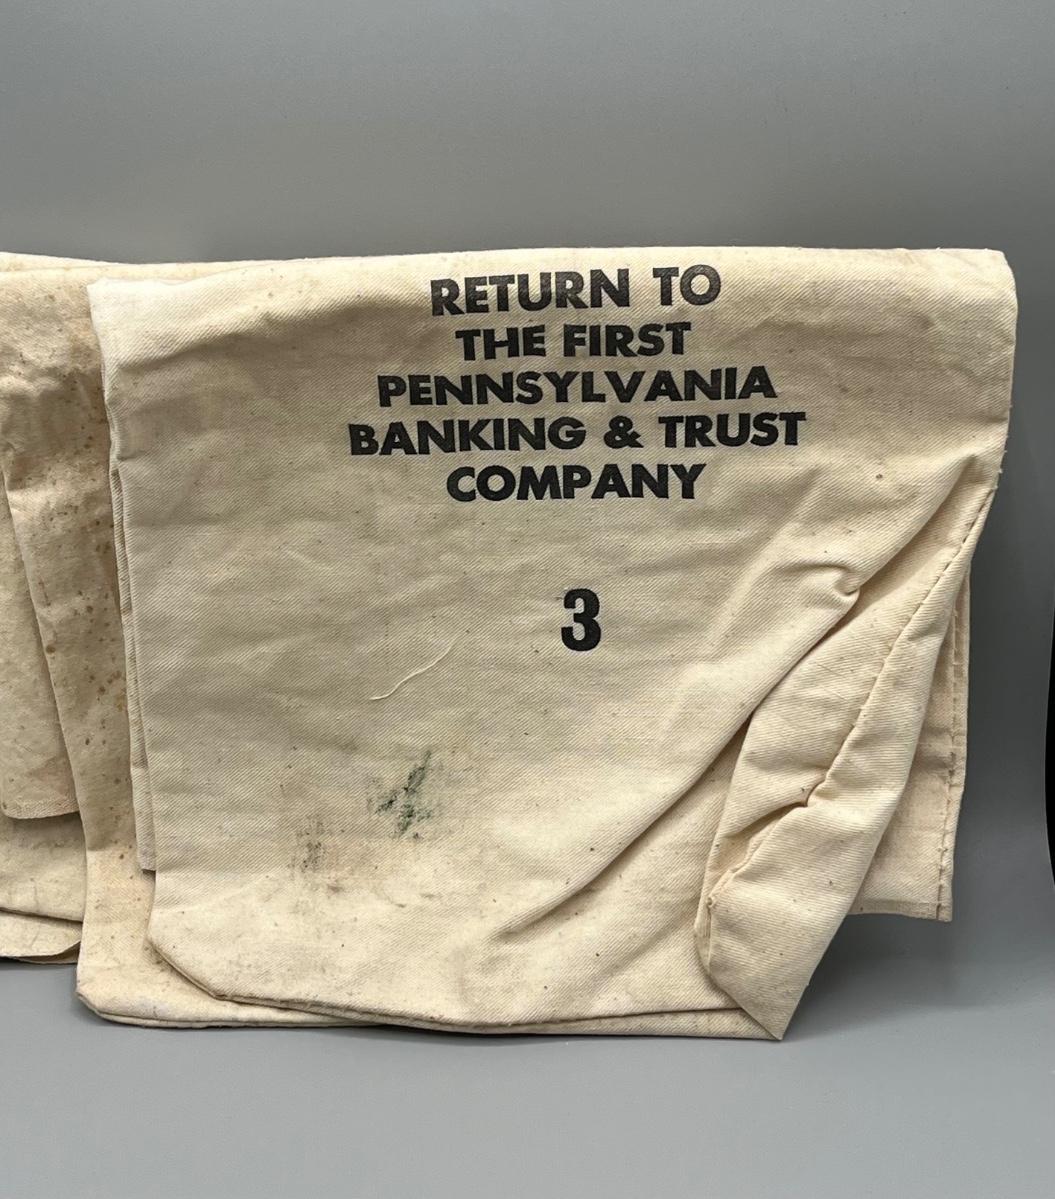 RETURN TO
THE FIRST
PENNSYLVANIA
BANKING & TRUST
COMPANY
3